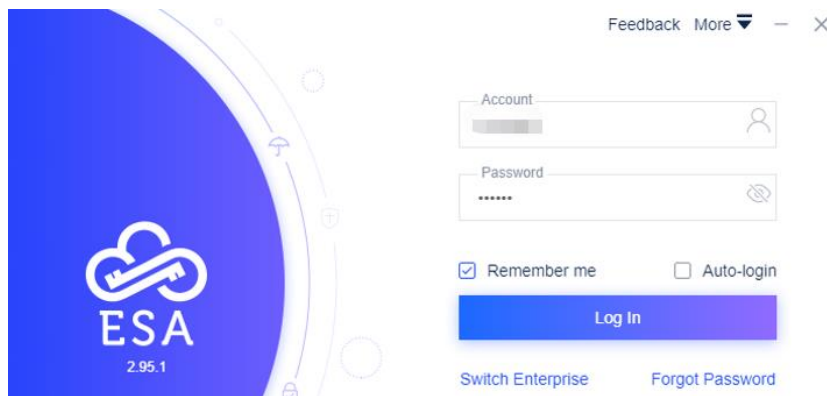 Feedback More
Account
Password
••••••
Remember me
Auto-login
Log In
ESA
2.95.1
Switch Enterprise
Forgot Password